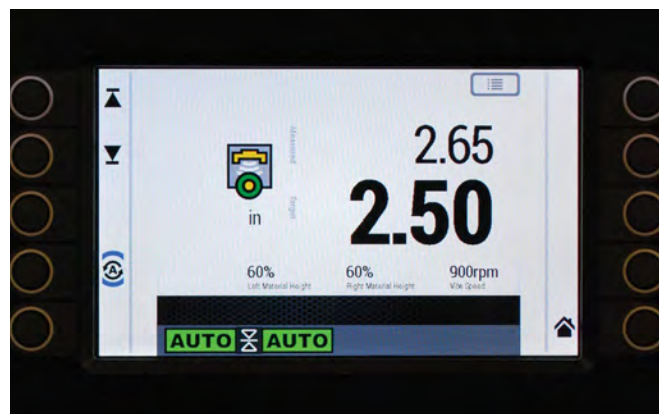 Measured
2.65
Target
2.50
in
60% 60% 900rpm
Left Material Height Right Material Height Vibe Speed
A
AUTO AUTO